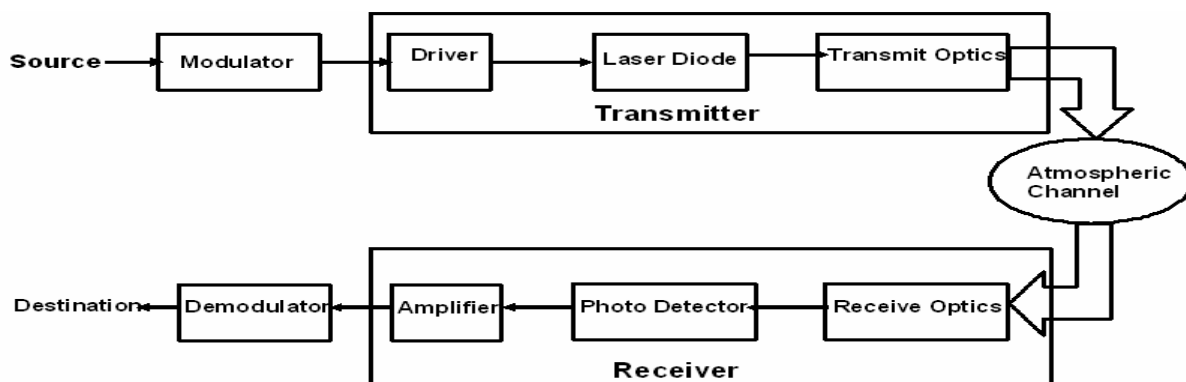 Source
Modulator
Driver
Laser Diode
Transmit Optics
Transmitter
Atmospheric
Channel
Destination
Demodulator
Amplifier
Photo Detector
Receive Optics
Receiver